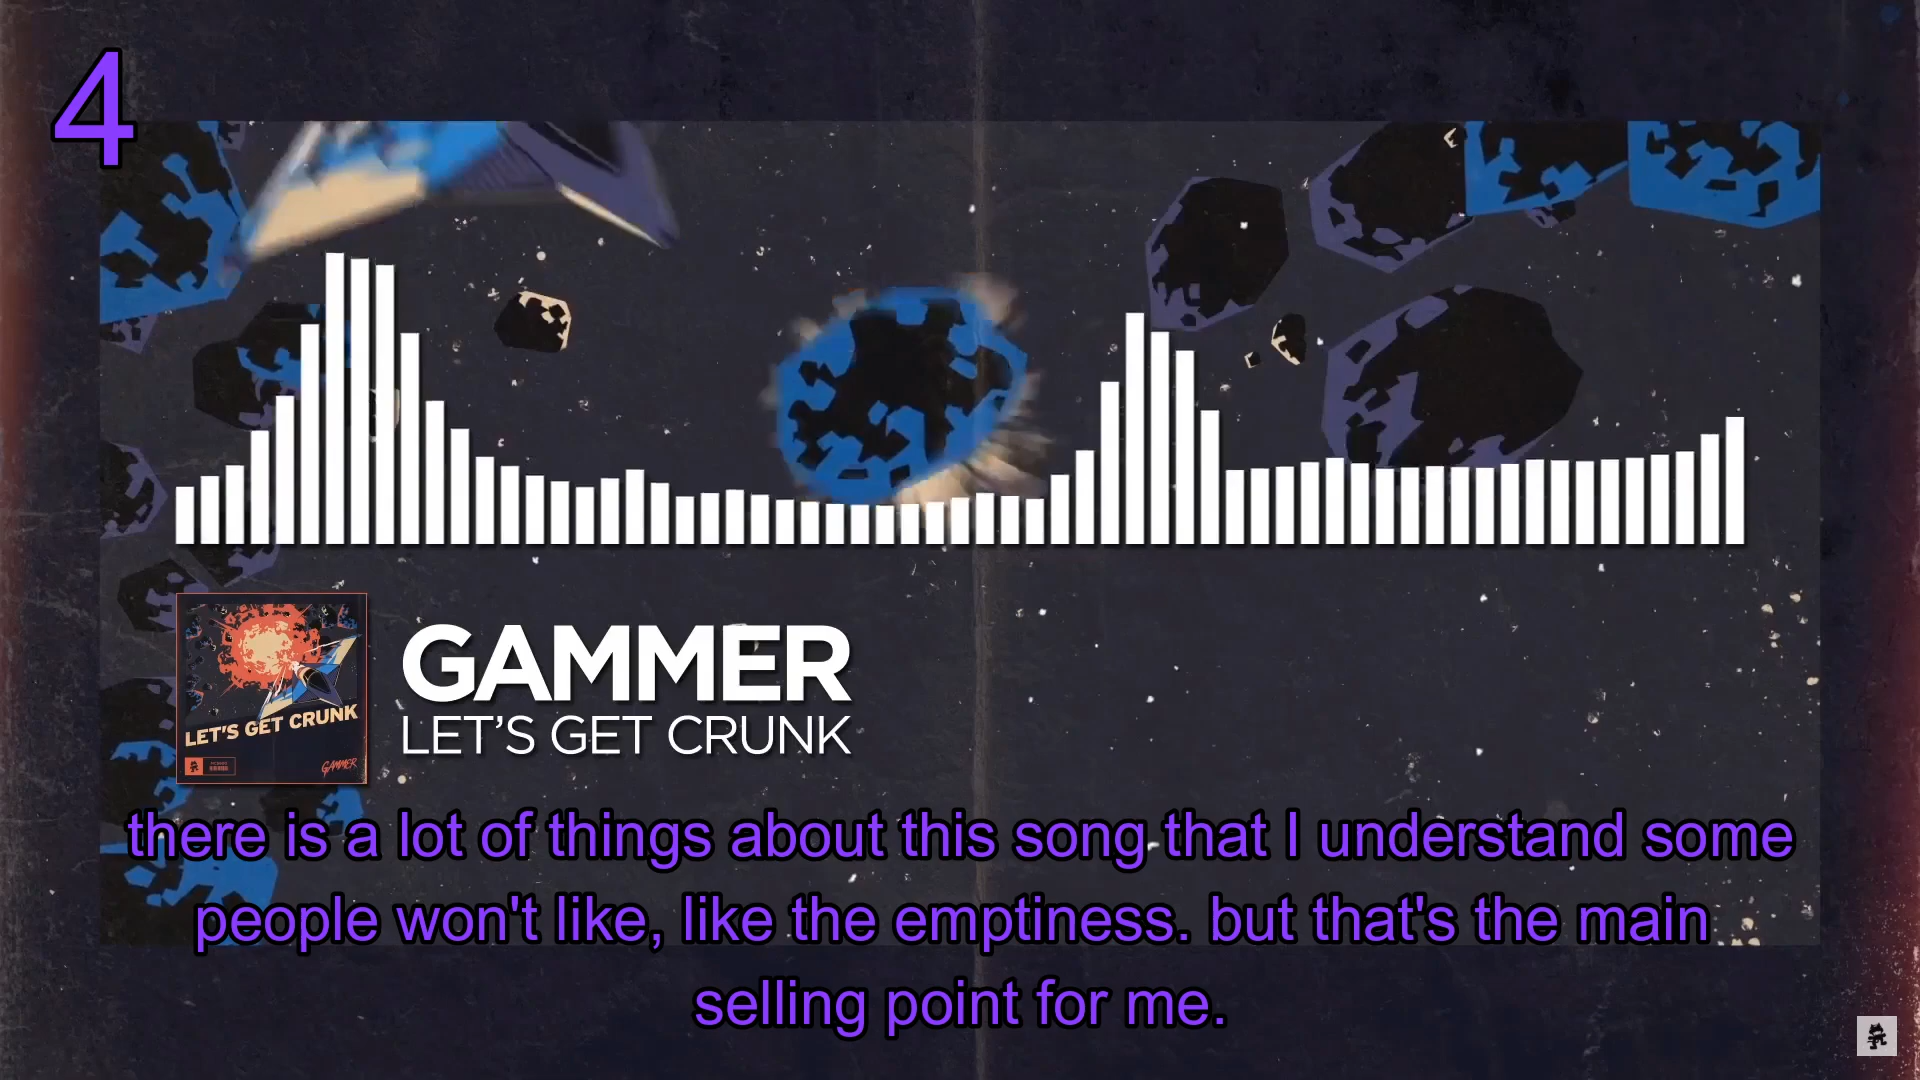 4
LET'S GET CRUNK
GAMMER
GAMMER
LET'S GET CRUNK
there is a lot of things about this song that I understand some
people won't like, like the emptiness. but that's the main
selling point for me.